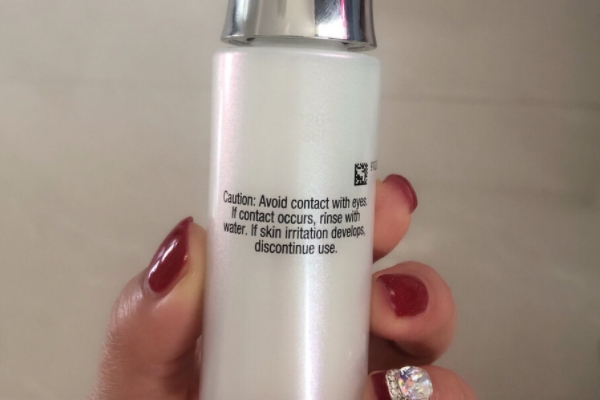 Caution: Avoid contact with eyes.
If contact occurs, rinse with
water. If skin irritation develops,
discontinue use.